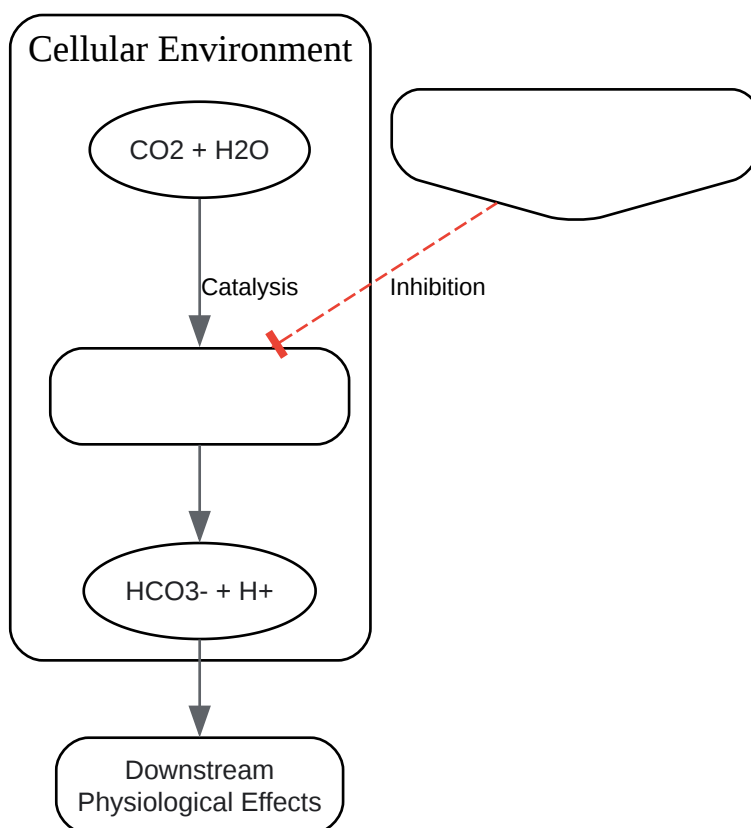 Cellular Environment
CO2 + H2O
Catalysis
Inhibition
HCO3- + H+
Downstream
Physiological Effects